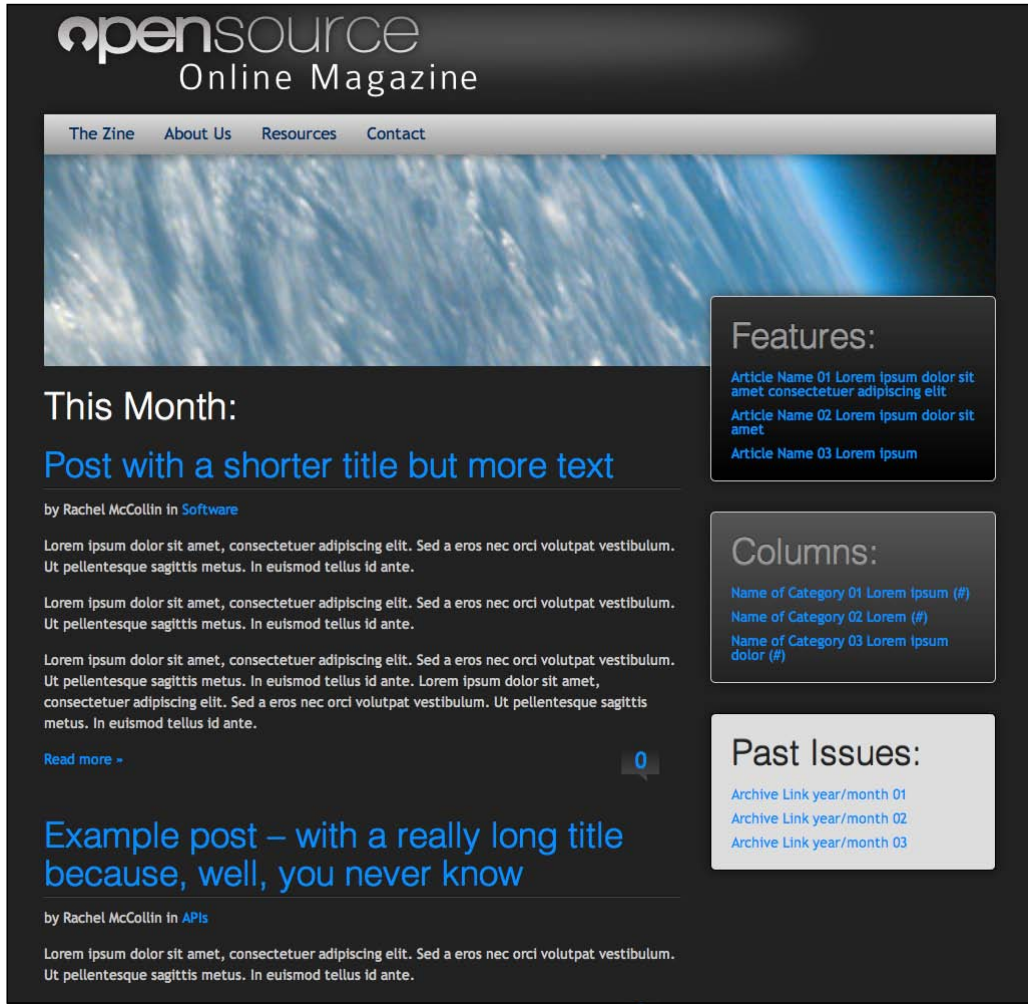 opensource
Online Magazine
The Zine About Us Resources Contact
This Month:
Post with a shorter title but more text
by Rachel McCollin in Software
Lorem ipsum dolor sit amet, consectetuer adipiscing elit. Sed a eros nec orci volutpat vestibulum.
Ut pellentesque sagittis metus. In euismod tellus id ante.
Lorem ipsum dolor sit amet, consectetuer adipiscing elit. Sed a eros nec orci volutpat vestibulum.
Ut pellentesque sagittis metus. In euismod tellus id ante.
Lorem ipsum dolor sit amet, consectetuer adipiscing elit. Sed a eros nec orci volutpat vestibulum.
Ut pellentesque sagittis metus. In euismod tellus id ante. Lorem ipsum dolor sit amet,
consectetuer adipiscing elit. Sed a eros nec orci volutpat vestibulum. Ut pellentesque sagittis
metus. In euismod tellus id ante.
Read more »
0
Example post – with a really long title
because, well, you never know
by Rachel McCollin in APIs
Lorem ipsum dolor sit amet, consectetuer adipiscing elit. Sed a eros nec orci volutpat vestibulum.
Ut pellentesque sagittis metus. In euismod tellus id ante.
Features:
Article Name 01 Lorem ipsum dolor sit
amet consectetuer adipiscing elit
Article Name 02 Lorem ipsum dolor sit
amet
Article Name 03 Lorem ipsum
Columns:
Name of Category 01 Lorem ipsum (#)
Name of Category 02 Lorem (#)
Name of Category 03 Lorem ipsum
dolor (#)
Past Issues:
Archive Link year/month 01
Archive Link year/month 02
Archive Link year/month 03